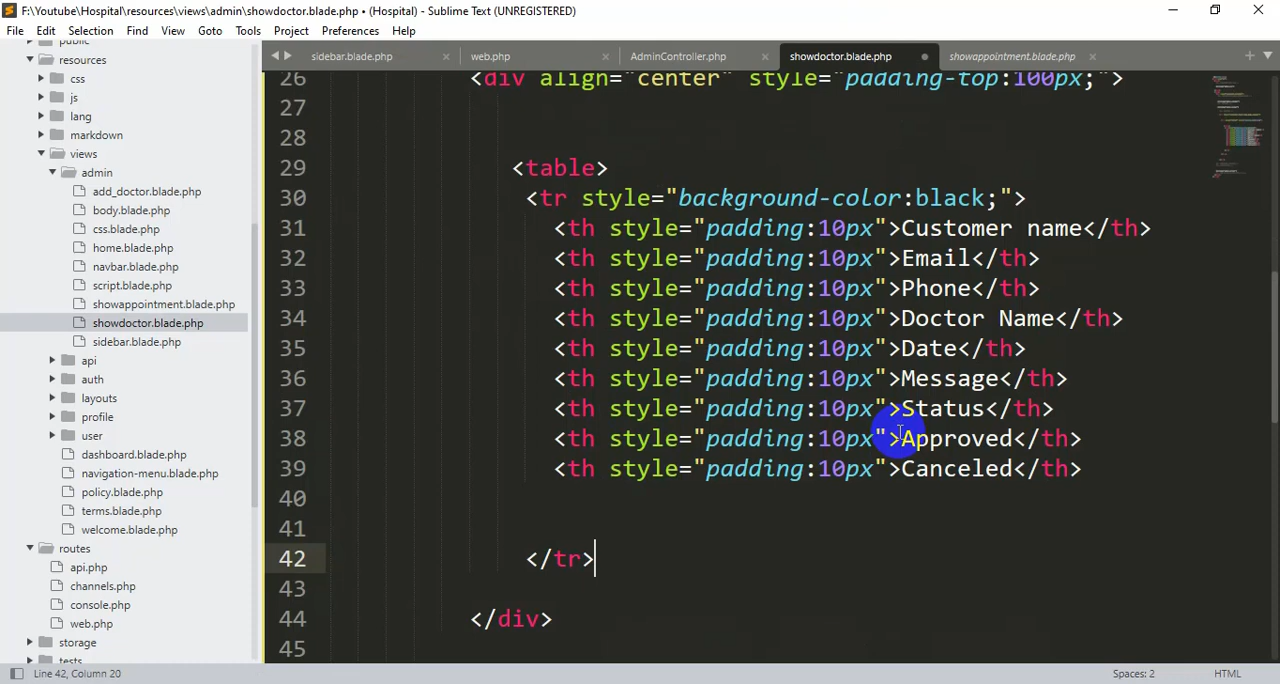 F:\Youtube\Hospital\resources\views\admin\showdoctor.blade.php • (Hospital) - Sublime Text (UNREGISTERED)
File Edit Selection Find View Goto Tools Project Preferences Help
sidebar.blade.php × web.php × AdminController.php × showdoctor.blade.php showappointment.blade.php ×
public
resources
css
js
lang
markdown
views
admin
add_doctor.blade.php
body.blade.php
css.blade.php
home.blade.php
navbar.blade.php
script.blade.php
showappointment.blade.php
showdoctor.blade.php
sidebar.blade.php
api
auth
layouts
profile
user
dashboard.blade.php
navigation-menu.blade.php
policy.blade.php
terms.blade.php
welcome.blade.php
routes
api.php
channels.php
console.php
web.php
storage
tests
26 <div align="center" style="padding-top:100px;">
27
28
29 <table>
30 <tr style="background-color:black;">
31 <th style="padding:10px">Customer name</th>
32 <th style="padding:10px">Email</th>
33 <th style="padding:10px">Phone</th>
34 <th style="padding:10px">Doctor Name</th>
35 <th style="padding:10px">Date</th>
36 <th style="padding:10px">Message</th>
37 <th style="padding:10px">Status</th>
38 <th style="padding:10px">Approved</th>
39 <th style="padding:10px">Canceled</th>
40
41
42 </tr>
43
44 </div>
45
Line 42, Column 20 Spaces: 2 HTML